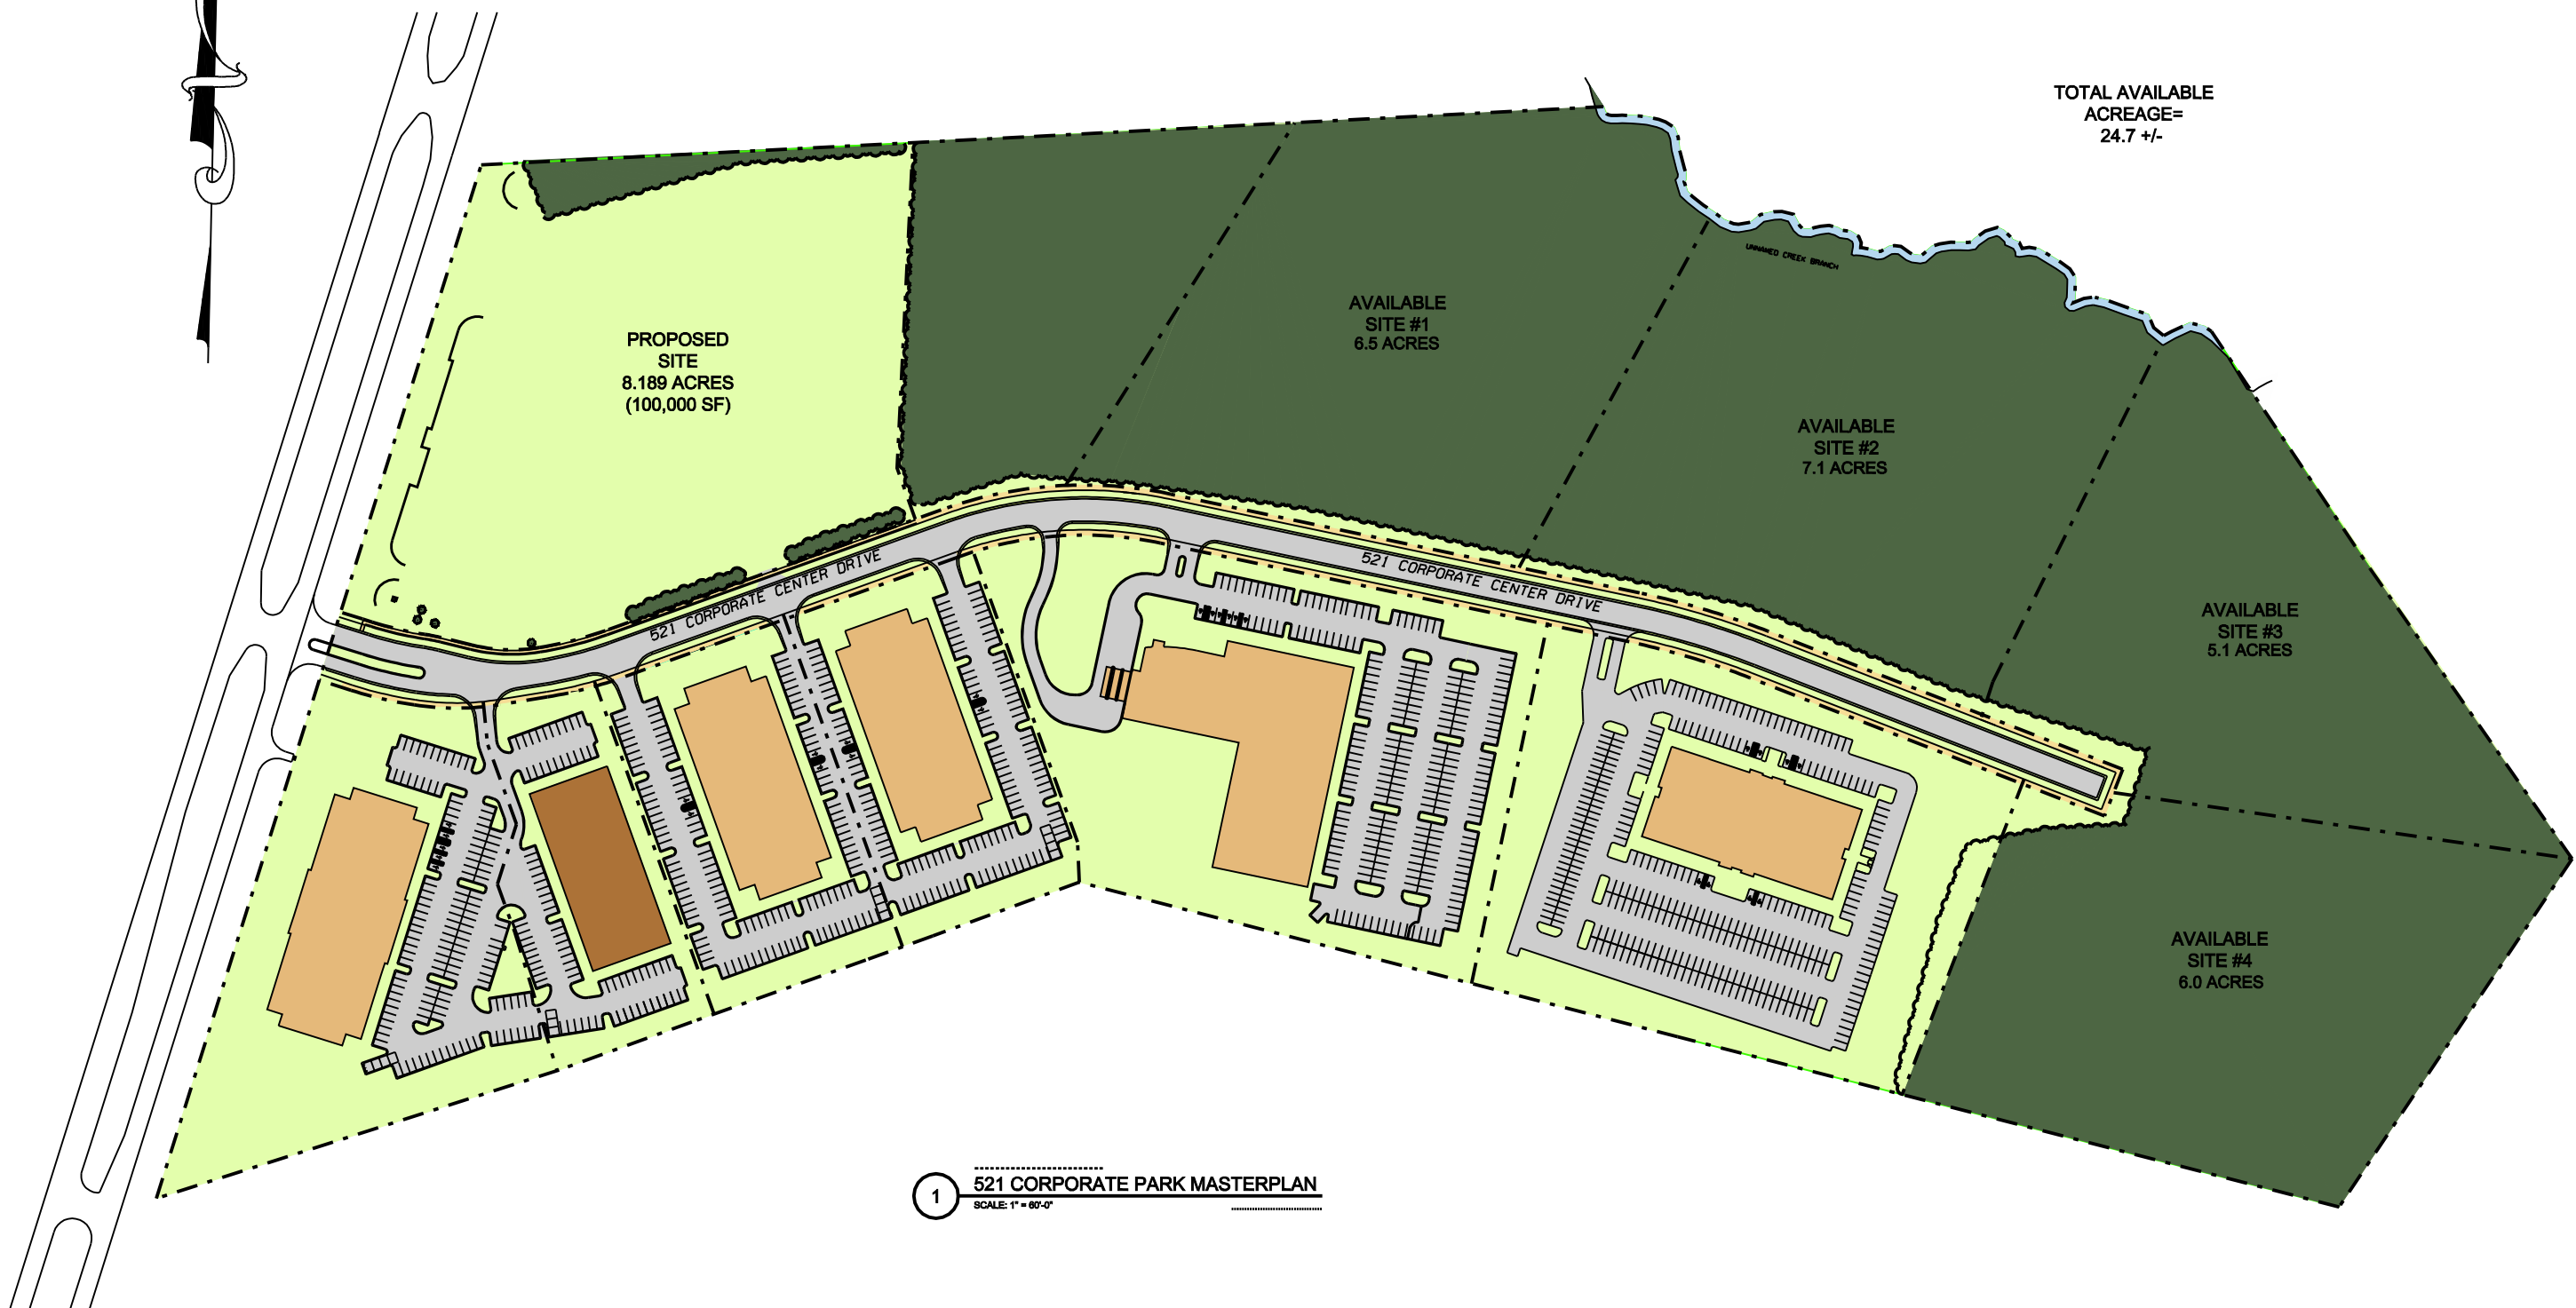 TOTAL AVAILABLE
ACREAGE=
24.7 +/-
UNNAMED CREEK BRANCH
PROPOSED
SITE
8.189 ACRES
(100,000 SF)
AVAILABLE
SITE #1
6.5 ACRES
AVAILABLE
SITE #2
7.1 ACRES
AVAILABLE
SITE #3
5.1 ACRES
521 CORPORATE CENTER DRIVE
521 CORPORATE CENTER DRIVE
AVAILABLE
SITE #4
6.0 ACRES
1
521 CORPORATE PARK MASTERPLAN
SCALE: 1" = 60'-0"